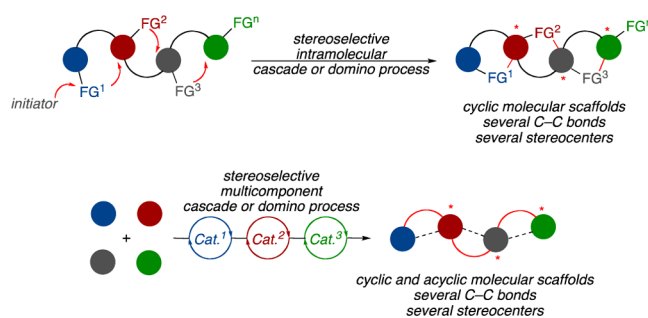 FG²
FGⁿ
FG¹
FG³
initiator
stereoselective
intramolecular
cascade or domino process
*
FG²
*
FG
FG¹
*
FG³
cyclic molecular scaffolds
several C–C bonds
several stereocenters
stereoselective
multicomponent
cascade or domino process
+
Cat.¹
Cat.²
Cat.³
*
*
*
cyclic and acyclic molecular scaffolds
several C–C bonds
several stereocenters